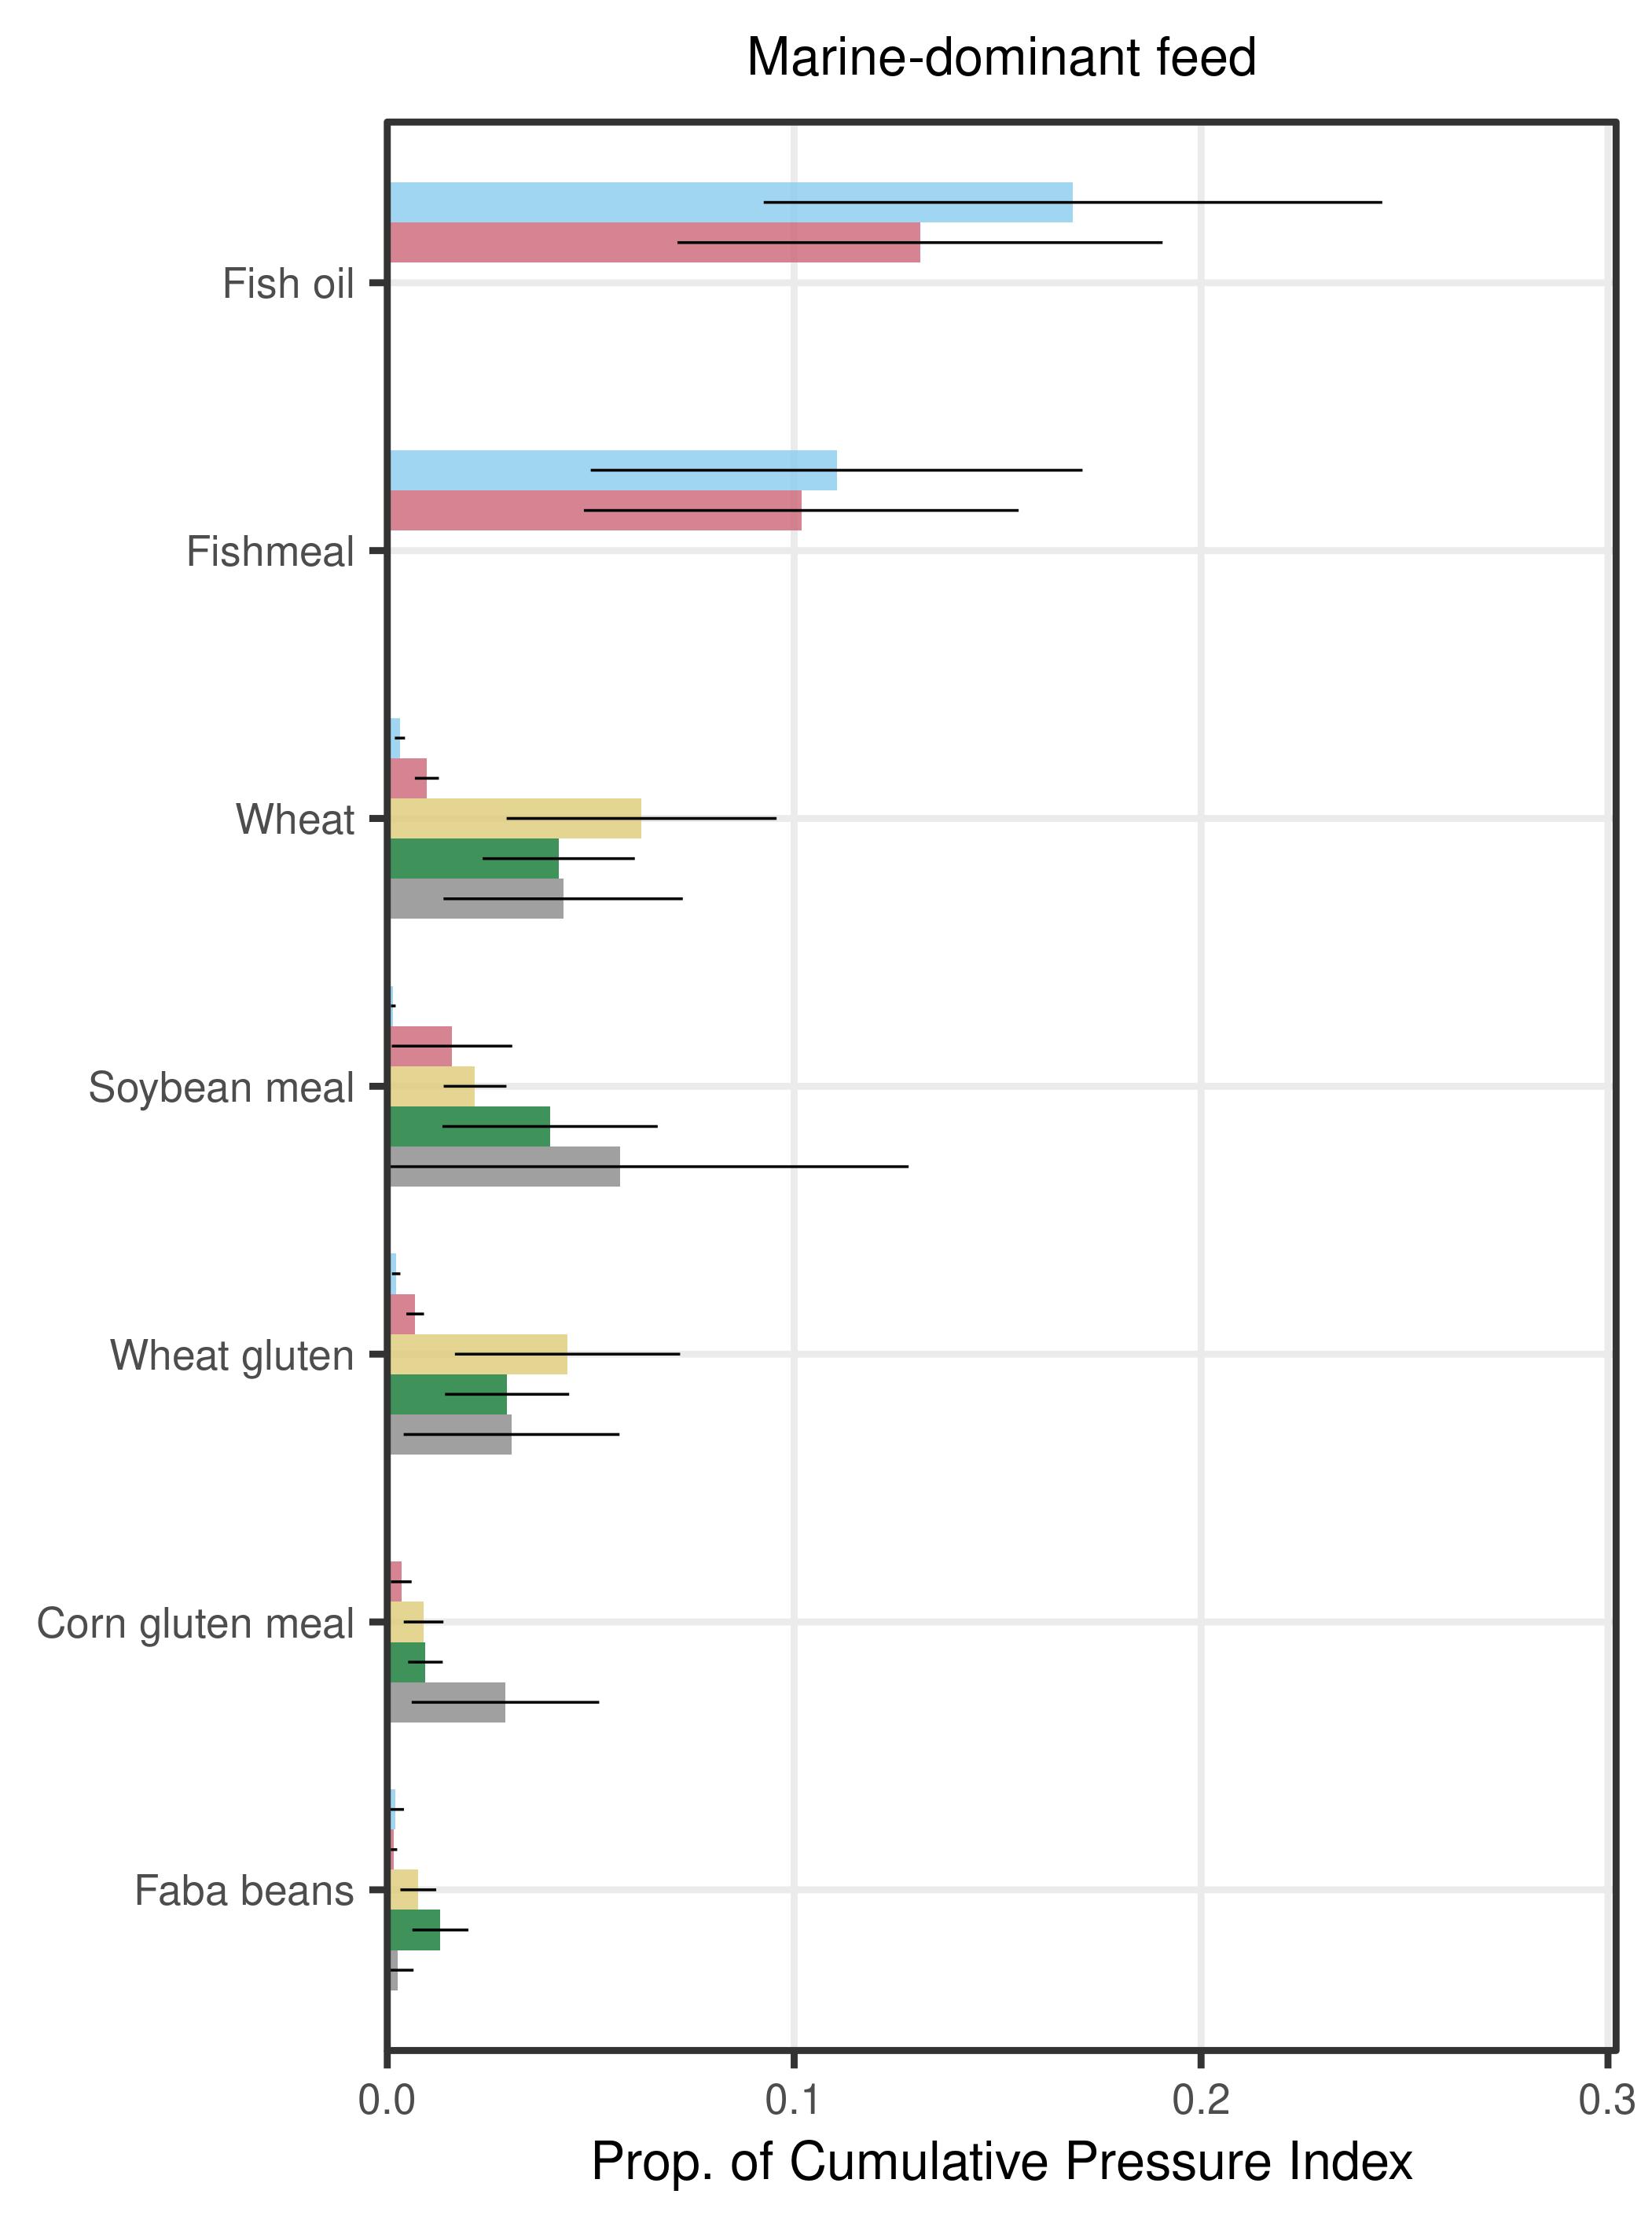 Marine-dominant feed
Fish oil
Fishmeal
Wheat
Soybean meal
Wheat gluten
Corn gluten meal
Faba beans
0.0 0.1 0.2 0.3
Prop. of Cumulative Pressure Index